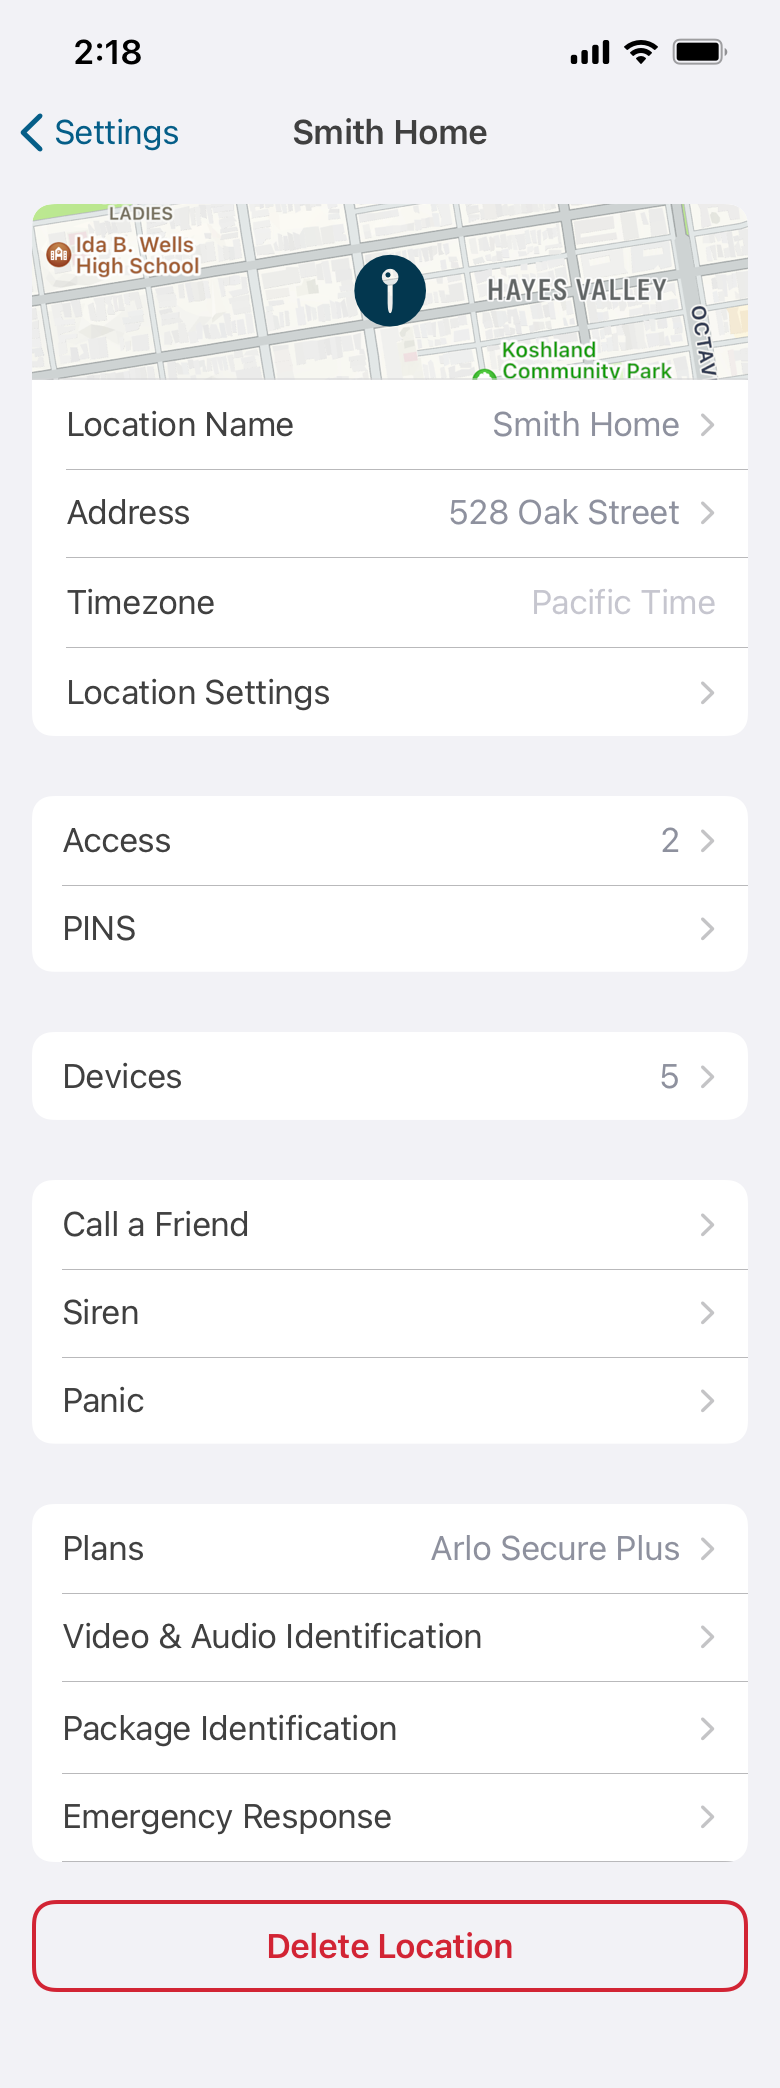 2:18
Settings
Smith Home
LADIES
Ida B. Wells
High School
HAYES VALLEY
OCTAV
Koshland
Community Park
Location Name
Smith Home
Address
528 Oak Street
Timezone
Pacific Time
Location Settings
Access
2
PINS
Devices
5
Call a Friend
Siren
Panic
Plans
Arlo Secure Plus
Video & Audio Identification
Package Identification
Emergency Response
Delete Location